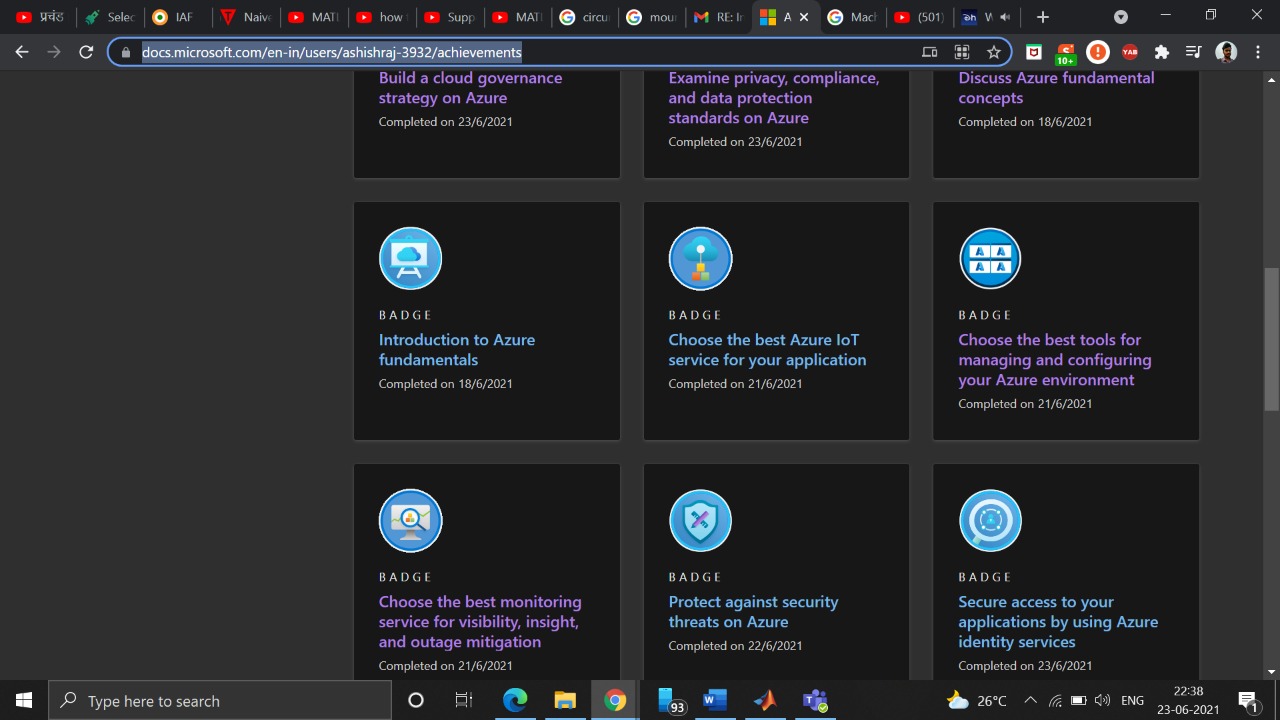 प्रचंड
Selec
IAF
Naive
MATL
how
Supp
MATL
circu
mour
RE: In
A
Mach
(501)
W
docs.microsoft.com/en-in/users/ashishraj-3932/achievements
10+
YAB
Build a cloud governance
strategy on Azure
Completed on 23/6/2021
Examine privacy, compliance,
and data protection
standards on Azure
Completed on 23/6/2021
Discuss Azure fundamental
concepts
Completed on 18/6/2021
BADGE
Introduction to Azure
fundamentals
Completed on 18/6/2021
BADGE
Choose the best Azure IoT
service for your application
Completed on 21/6/2021
BADGE
Choose the best tools for
managing and configuring
your Azure environment
Completed on 21/6/2021
BADGE
Choose the best monitoring
service for visibility, insight,
and outage mitigation
Completed on 21/6/2021
BADGE
Protect against security
threats on Azure
Completed on 22/6/2021
BADGE
Secure access to your
applications by using Azure
identity services
Completed on 23/6/2021
Type here to search
93
26°C
ENG
22:38
23-06-2021
1